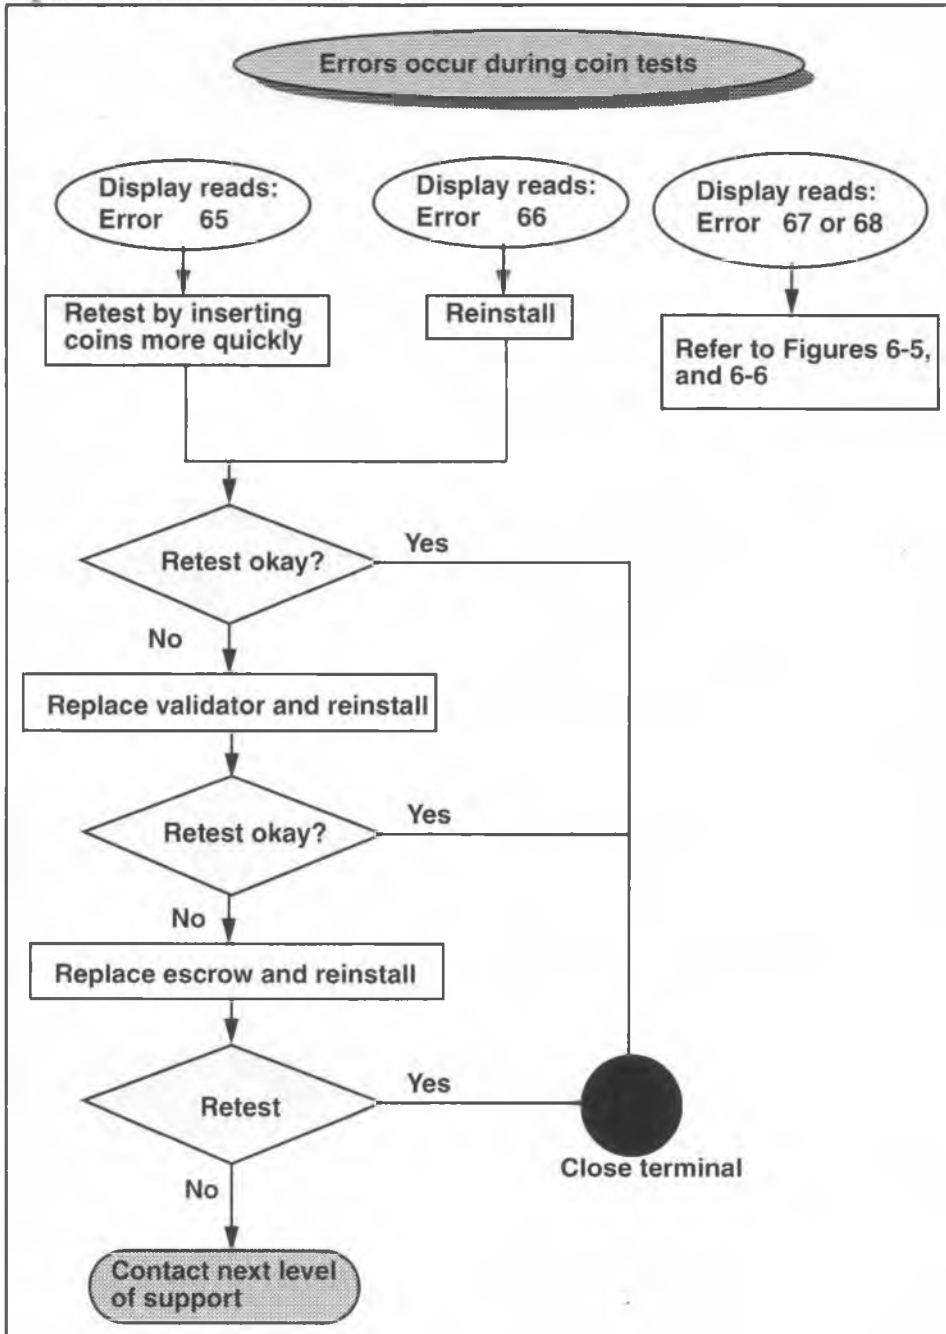 Errors occur during coin tests
Display reads:
Error 65
Display reads:
Error 66
Display reads:
Error 67 or 68
Retest by inserting
coins more quickly
Reinstall
Refer to Figures 6-5,
and 6-6
Retest okay?
Yes
No
Replace validator and reinstall
Retest okay?
Yes
No
Replace escrow and reinstall
Retest
Yes
Close terminal
No
Contact next level
of support